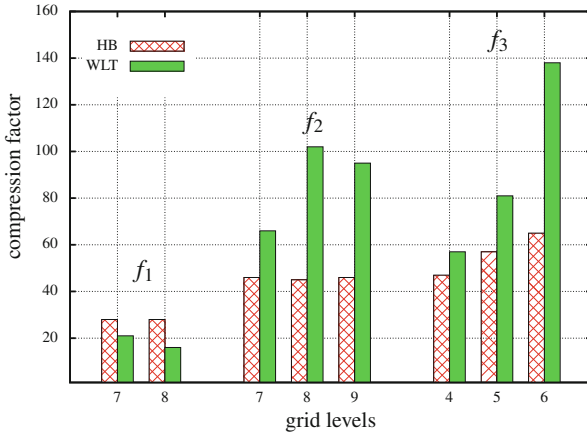 160
140
120
100
80
60
40
20
compression factor
HB
WLT
f1
f2
f3
7 8 7 8 9 4 5 6
grid levels